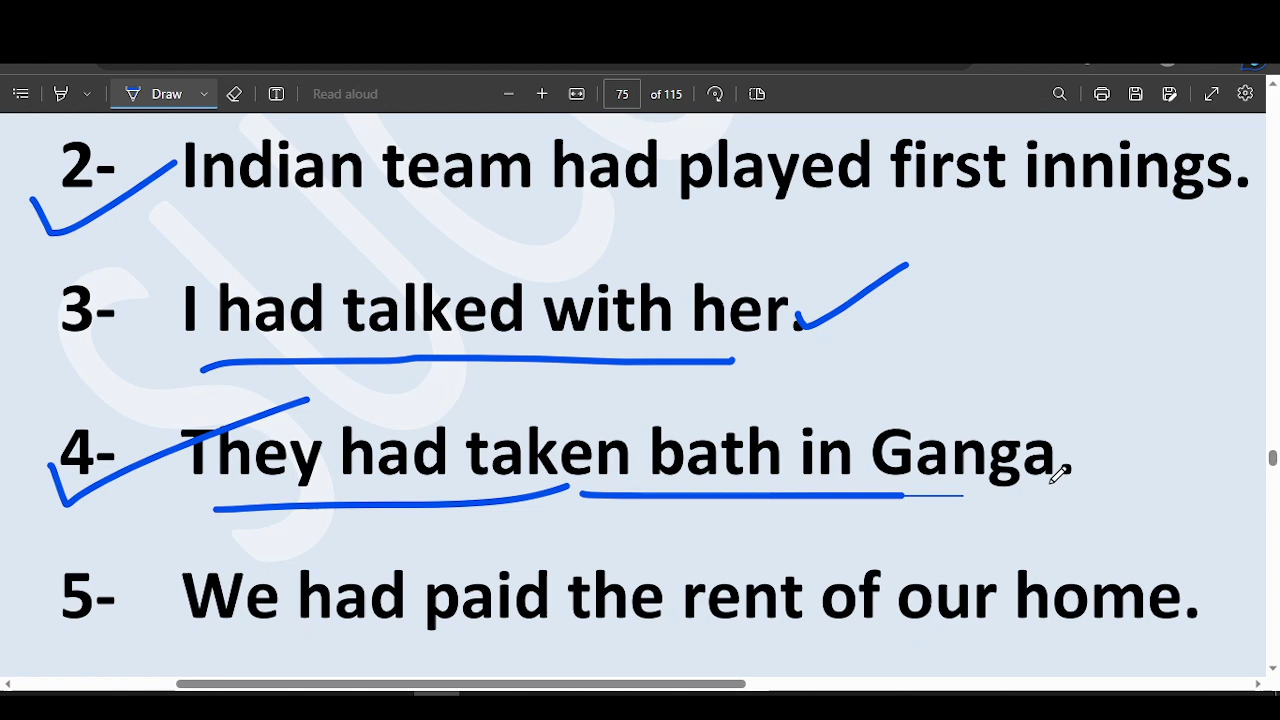 Draw
Read aloud
75 of 115
2- Indian team had played first innings.
3- I had talked with her.
4- They had taken bath in Ganga.
5- We had paid the rent of our home.